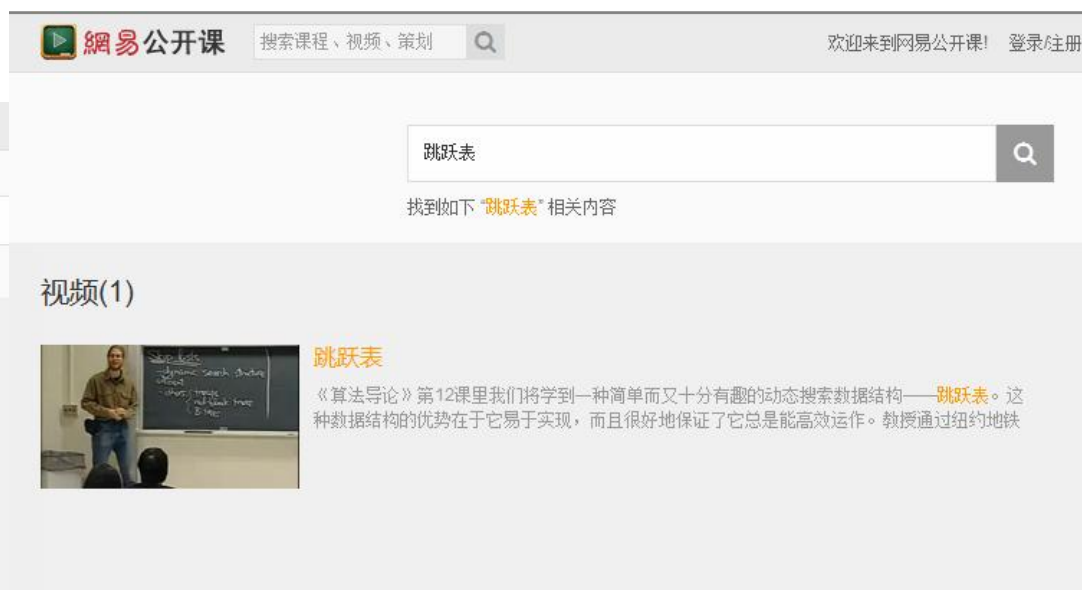 網易公开课
搜索课程、视频、策划
欢迎来到网易公开课! 登录/注册
跳跃表
找到如下 "跳跃表" 相关内容
视频(1)
Skip lists
-dynamic search structure
跳跃表
《算法导论》第12课里我们将学到一种简单而又十分有趣的动态搜索数据结构——跳跃表。这
种数据结构的优势在于它易于实现，而且很好地保证了它总是能高效运作。教授通过纽约地铁